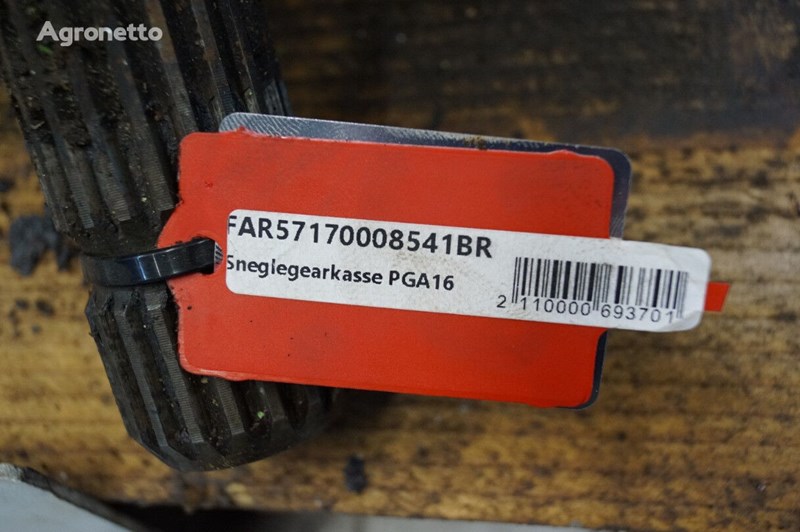 Agronetto
FAR57170008541BR
Sneglegearkasse PGA16
2 110000 693701